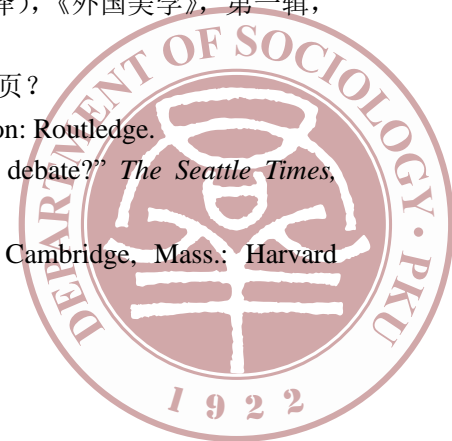 译），《外国美学》，第一辑，
页？
on: Routledge.
debate?” The Seattle Times,
Cambridge, Mass.: Harvard
DEPARTMENT OF SOCIOLOGY · PKU
1922